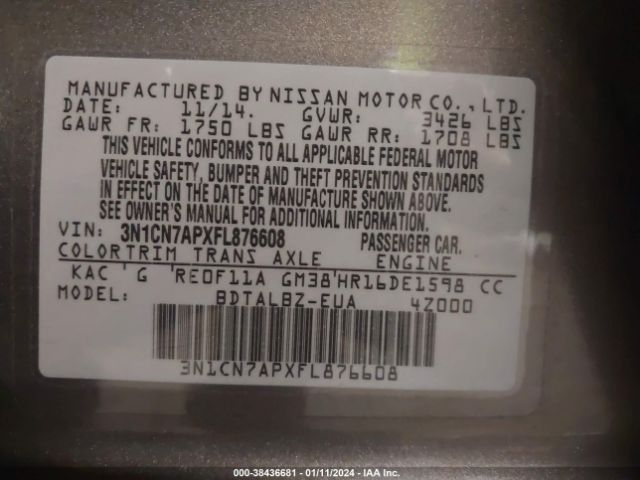 MANUFACTURED BY NISSAN MOTOR CO., LTD.
DATE: 11/14. GVWR: 3426 LBS
GAWR FR: 1750 LBS GAWR RR: 1708 LBS
THIS VEHICLE CONFORMS TO ALL APPLICABLE FEDERAL MOTOR
VEHICLE SAFETY, BUMPER AND THEFT PREVENTION STANDARDS
IN EFFECT ON THE DATE OF MANUFACTURE SHOWN ABOVE.
SEE OWNER'S MANUAL FOR ADDITIONAL INFORMATION.
VIN: 3N1CN7APXFL876608 PASSENGER CAR.
COLOR TRIM TRANS AXLE ENGINE
KAC ' G 'RE0F11A GM38'HR16DE1598 CC
MODEL: BDTALBZ-EUA 4Z000
3N1CN7APXFL876608
000-38436681 - 01/11/2024 - IAA Inc.